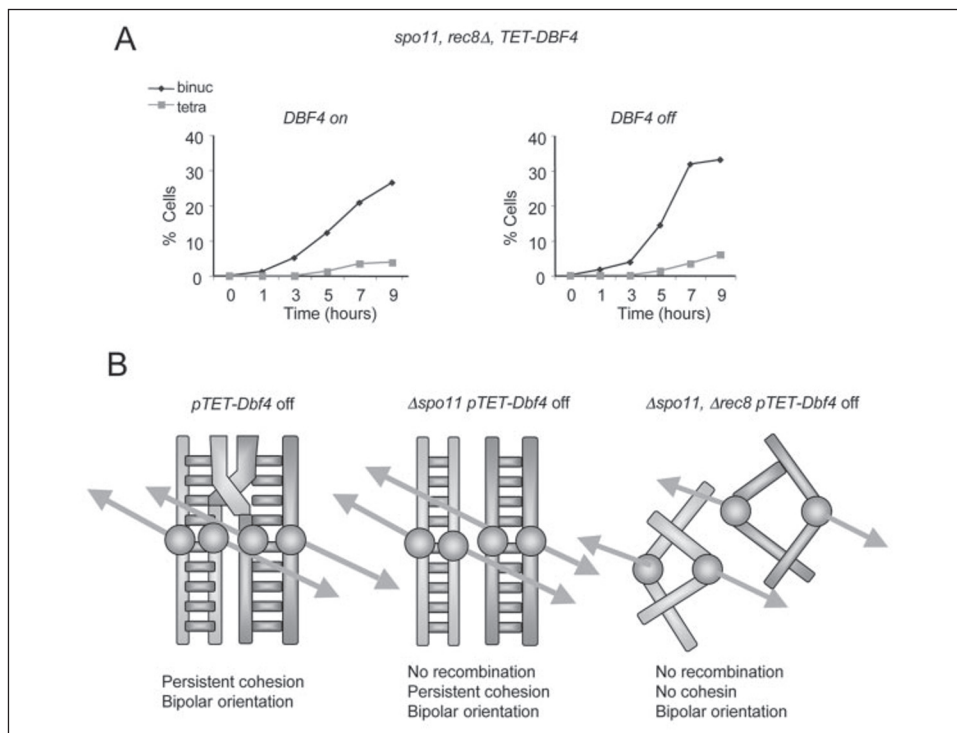 A
spo11, rec8Δ, TET-DBF4
binuc
tetra
DBF4 on
40
30
20
10
0
% Cells
0 1 3 5 7 9
Time (hours)
DBF4 off
40
30
20
10
0
% Cells
0 1 3 5 7 9
Time (hours)
B
pTET-Dbf4 off
Persistent cohesion
Bipolar orientation
Δspo11 pTET-Dbf4 off
No recombination
Persistent cohesion
Bipolar orientation
Δspo11, Δrec8 pTET-Dbf4 off
No recombination
No cohesin
Bipolar orientation